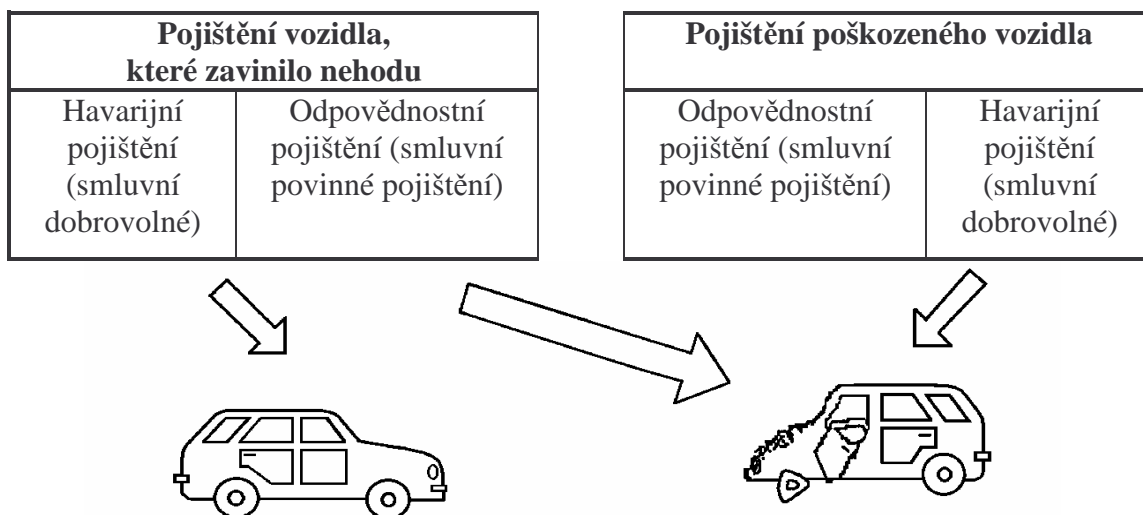 Pojištění vozidla,
které zavinilo nehodu
Havarijní
pojištění
(smluvní
dobrovolné)
Odpovědnostní
pojištění (smluvní
povinné pojištění)
Pojištění poškozeného vozidla
Odpovědnostní
pojištění (smluvní
povinné pojištění)
Havarijní
pojištění
(smluvní
dobrovolné)